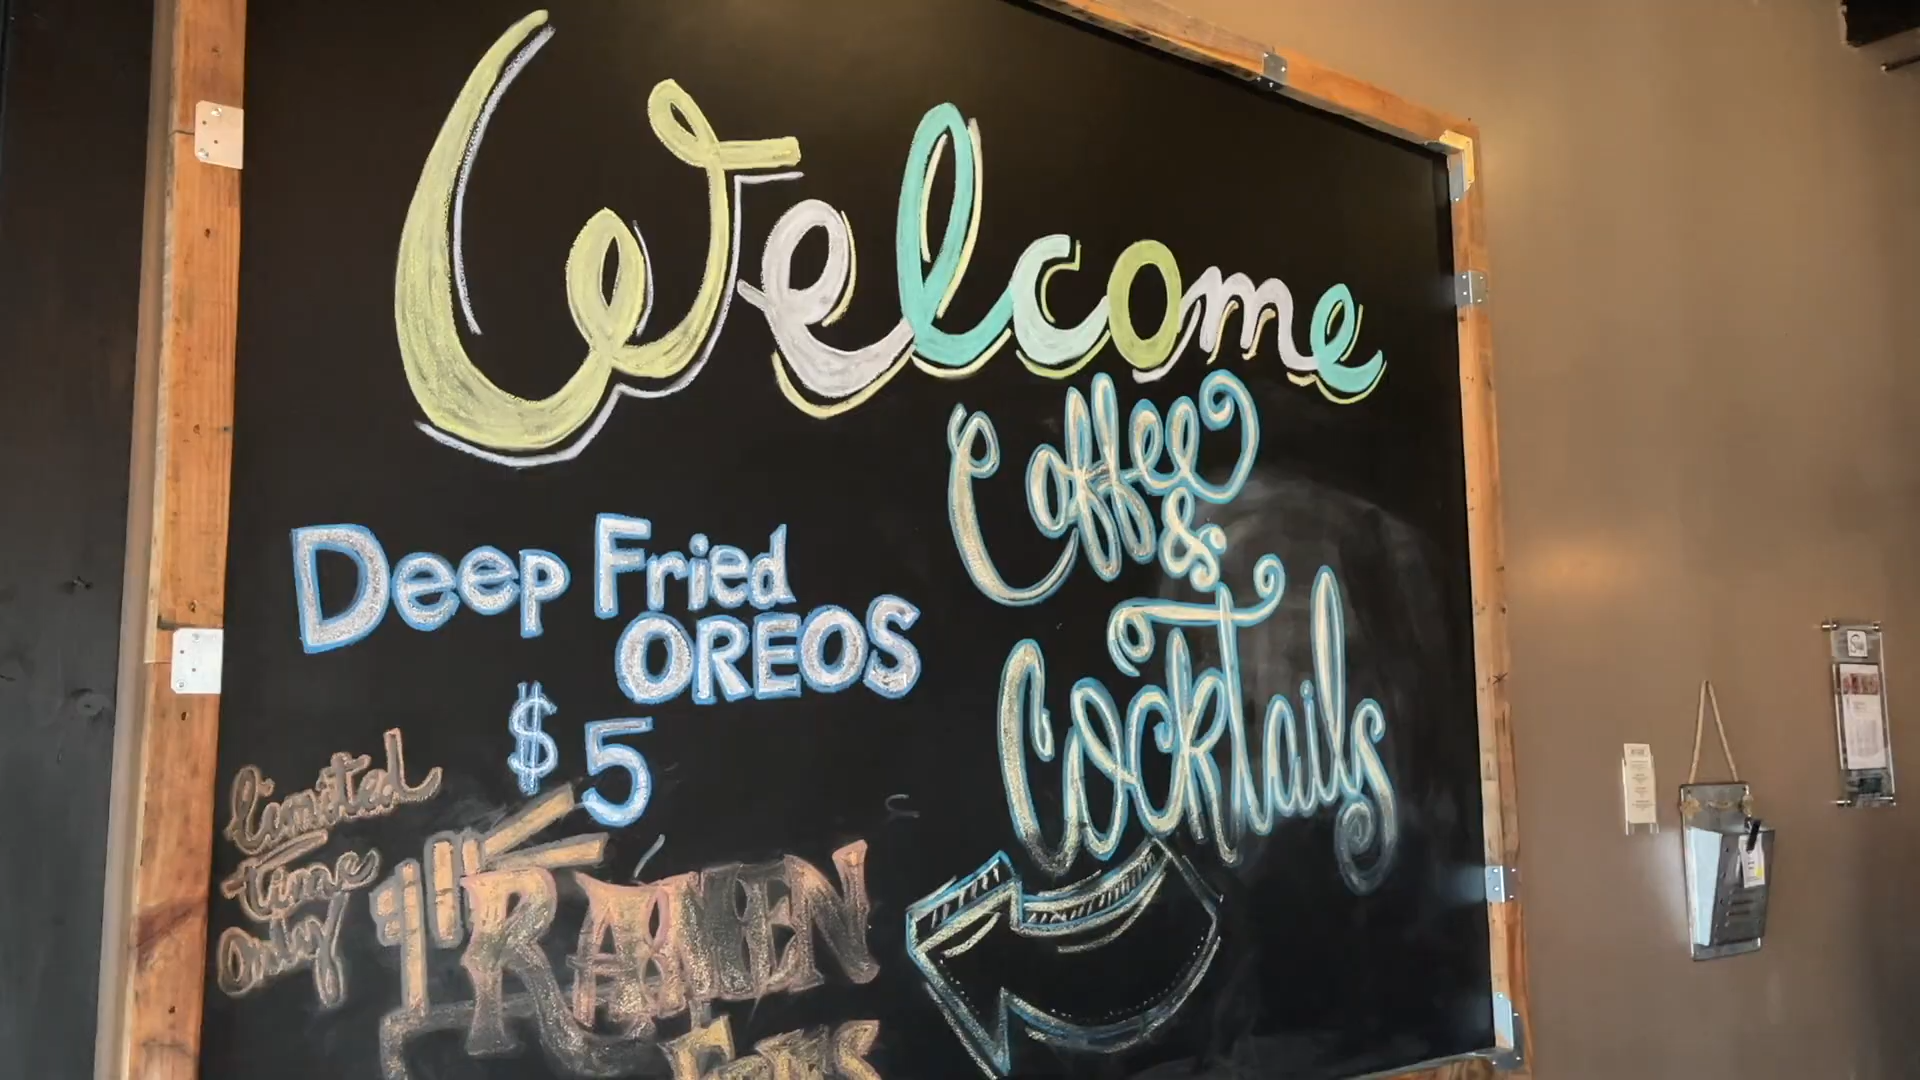 Welcome
Coffee
&
Cocktails
Deep Fried
OREOS
$5
Limited
time
Only
RAMEN